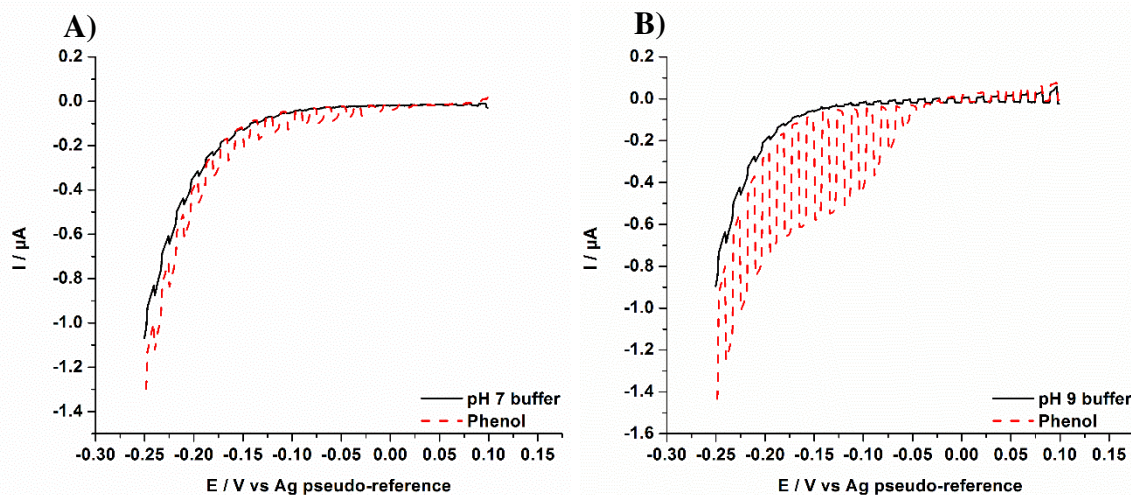 A)
0.2
0.0
-0.2
-0.4
-0.6
-0.8
-1.0
-1.2
-1.4
I / µA
-0.30 -0.25 -0.20 -0.15 -0.10 -0.05 0.00 0.05 0.10 0.15
E / V vs Ag pseudo-reference
pH 7 buffer
Phenol
B)
0.2
0.0
-0.2
-0.4
-0.6
-0.8
-1.0
-1.2
-1.4
-1.6
I / µA
-0.30 -0.25 -0.20 -0.15 -0.10 -0.05 0.00 0.05 0.10 0.15
E / V vs Ag pseudo-reference
pH 9 buffer
Phenol